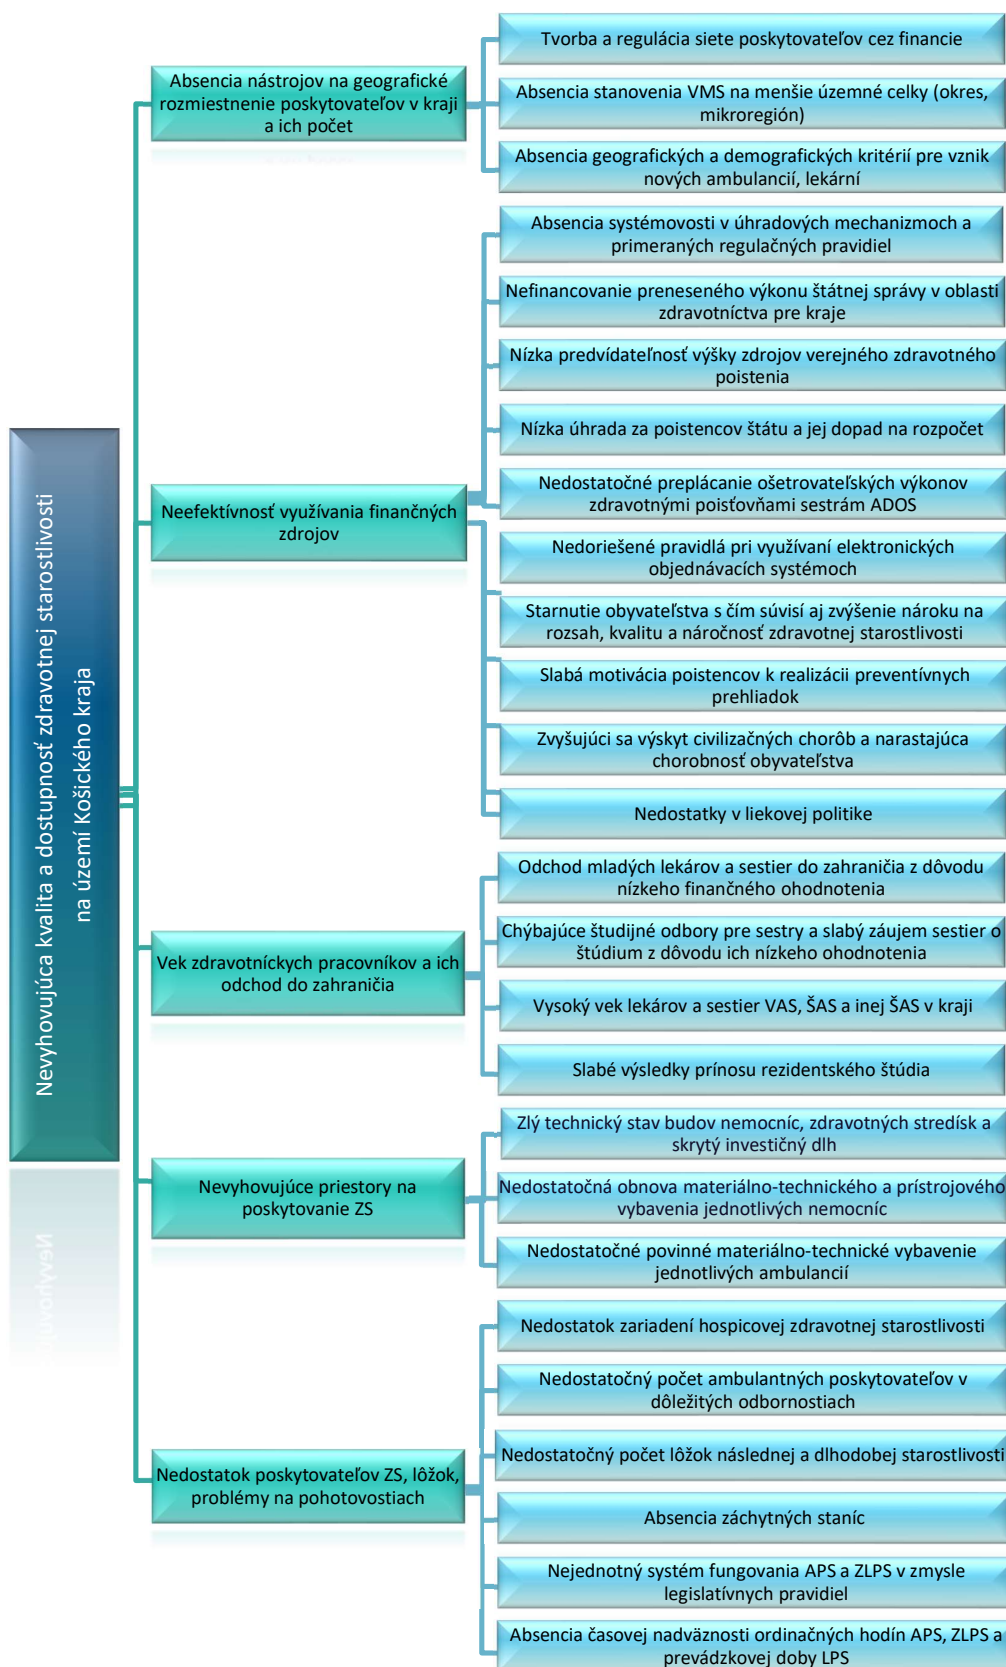 Nevyhovujúca kvalita a dostupnosť zdravotnej starostlivosti
na území Košického kraja
Absencia nástrojov na geografické
rozmiestnenie poskytovateľov v kraji
a ich počet
Tvorba a regulácia siete poskytovateľov cez financie
Absencia stanovenia VMS na menšie územné celky (okres,
mikroregión)
Absencia geografických a demografických kritérií pre vznik
nových ambulancií, lekární
Neefektívnosť využívania finančných
zdrojov
Absencia systémovosti v úhradových mechanizmoch a
primeraných regulačných pravidiel
Nefinancovanie preneseného výkonu štátnej správy v oblasti
zdravotníctva pre kraje
Nízka predvídateľnosť výšky zdrojov verejného zdravotného
poistenia
Nízka úhrada za poistencov štátu a jej dopad na rozpočet
Nedostatočné preplácanie ošetrovateľských výkonov
zdravotnými poisťovňami sestrám ADOS
Nedoriešené pravidlá pri využívaní elektronických
objednávacích systémoch
Starnutie obyvateľstva s čím súvisí aj zvýšenie nároku na
rozsah, kvalitu a náročnosť zdravotnej starostlivosti
Slabá motivácia poistencov k realizácii preventívnych
prehliadok
Zvyšujúci sa výskyt civilizačných chorôb a narastajúca
chorobnosť obyvateľstva
Nedostatky v liekovej politike
Vek zdravotníckych pracovníkov a ich
odchod do zahraničia
Odchod mladých lekárov a sestier do zahraničia z dôvodu
nízkeho finančného ohodnotenia
Chýbajúce študijné odbory pre sestry a slabý záujem sestier o
štúdium z dôvodu ich nízkeho ohodnotenia
Vysoký vek lekárov a sestier VAS, ŠAS a inej ŠAS v kraji
Slabé výsledky prínosu rezidentského štúdia
Nevyhovujúce priestory na
poskytovanie ZS
Zlý technický stav budov nemocníc, zdravotných stredísk a
skrytý investičný dlh
Nedostatočná obnova materiálno-technického a prístrojového
vybavenia jednotlivých nemocníc
Nedostatočné povinné materiálno-technické vybavenie
jednotlivých ambulancií
Nedostatok poskytovateľov ZS, lôžok,
problémy na pohotovostiach
Nedostatok zariadení hospicovej zdravotnej starostlivosti
Nedostatočný počet ambulantných poskytovateľov v
dôležitých odbornostiach
Nedostatočný počet lôžok následnej a dlhodobej starostlivosti
Absencia záchytných staníc
Nejednotný systém fungovania APS a ZLPS v zmysle
legislatívnych pravidiel
Absencia časovej nadväznosti ordinačných hodín APS, ZLPS a
prevádzkovej doby LPS